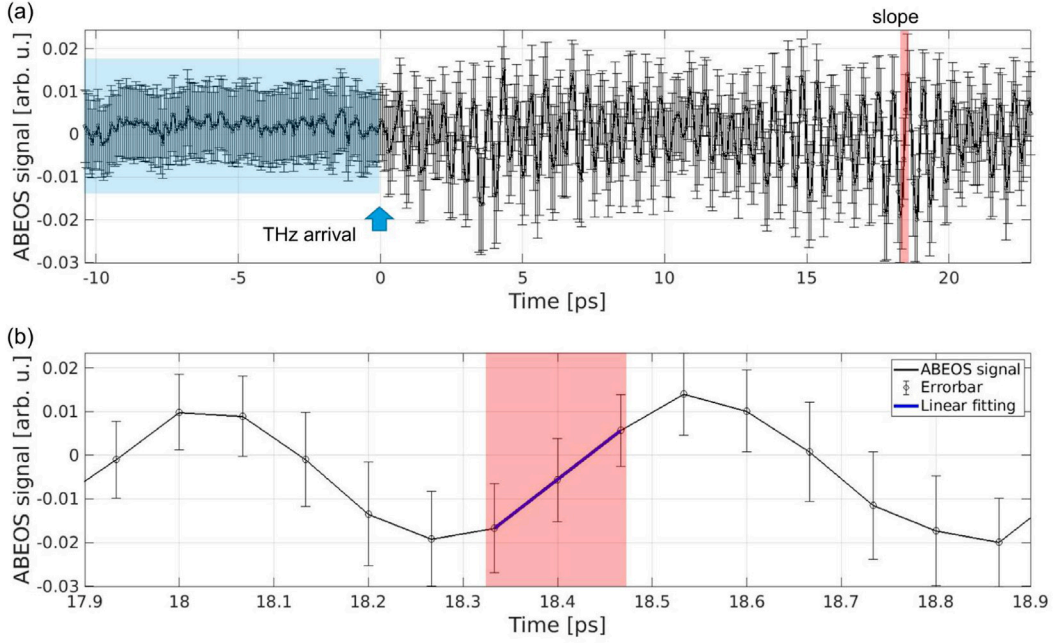 (a)
slope
ABEOS signal [arb. u.]
0.02
0.01
0
-0.01
-0.02
-0.03
THz arrival
-10 -5 0 5 10 15 20
Time [ps]
(b)
ABEOS signal [arb. u.]
0.02
0.01
0
-0.01
-0.02
-0.03
ABEOS signal
Errorbar
Linear fitting
17.9 18 18.1 18.2 18.3 18.4 18.5 18.6 18.7 18.8 18.9
Time [ps]